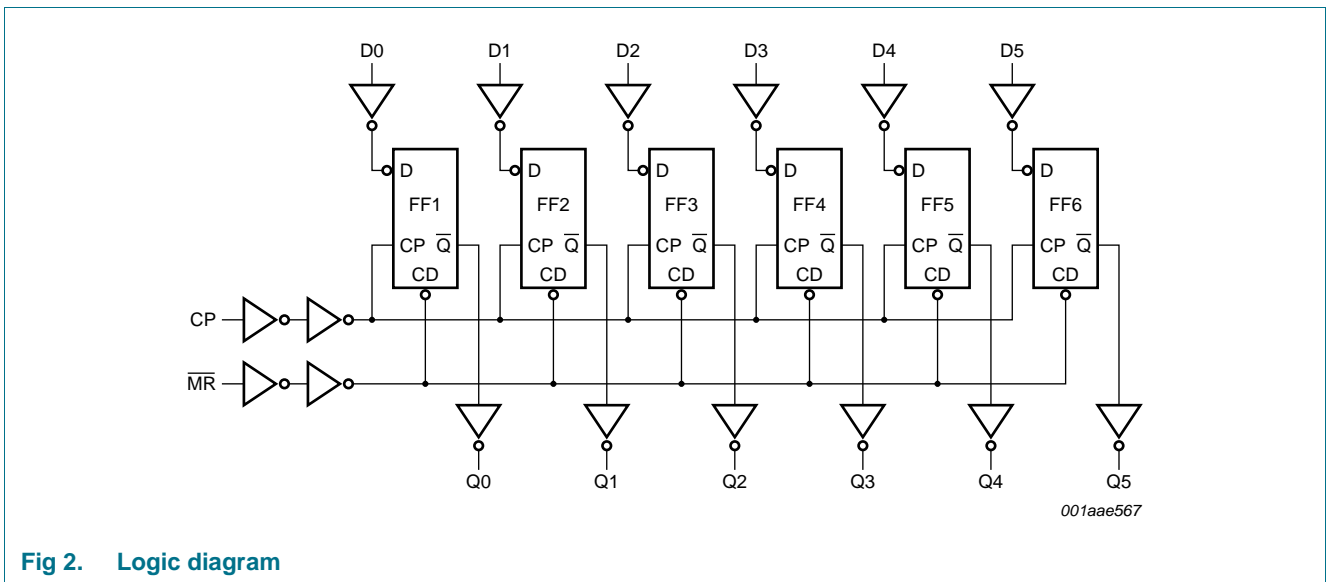 D0 D1 D2 D3 D4 D5
D D D D D D
FF1 FF2 FF3 FF4 FF5 FF6
CP Q̅ CP Q̅ CP Q̅ CP Q̅ CP Q̅ CP Q̅
CD CD CD CD CD CD
CP
M̅R̅
Q0 Q1 Q2 Q3 Q4 Q5
001aae567
Fig 2. Logic diagram